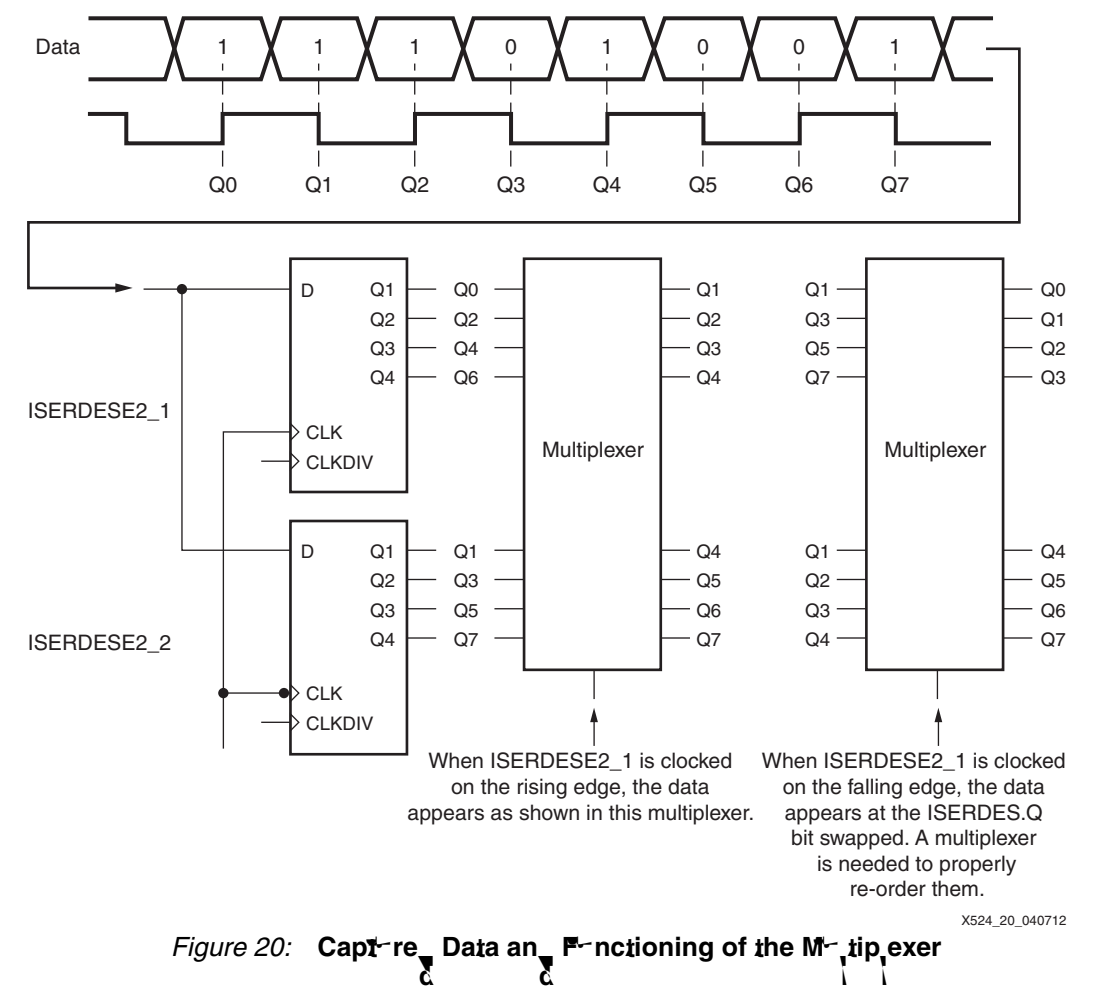 Data 1 1 1 0 1 0 0 1
Q0 Q1 Q2 Q3 Q4 Q5 Q6 Q7
D Q1 Q0 Q1 Q1 Q0
Q2 Q2 Q2 Q3 Q1
Q3 Q4 Q3 Q5 Q2
Q4 Q6 Q4 Q7 Q3
ISERDESE2_1
CLK
Multiplexer Multiplexer
CLKDIV
D Q1 Q1 Q4 Q1 Q4
Q2 Q3 Q5 Q2 Q5
Q3 Q5 Q6 Q3 Q6
Q4 Q7 Q7 Q4 Q7
ISERDESE2_2
CLK
CLKDIV
When ISERDESE2_1 is clocked
on the rising edge, the data
appears as shown in this multiplexer.
When ISERDESE2_1 is clocked
on the falling edge, the data
appears at the ISERDES.Q
bit swapped. A multiplexer
is needed to properly
re-order them.
X524_20_040712
Figure 20: Data of the